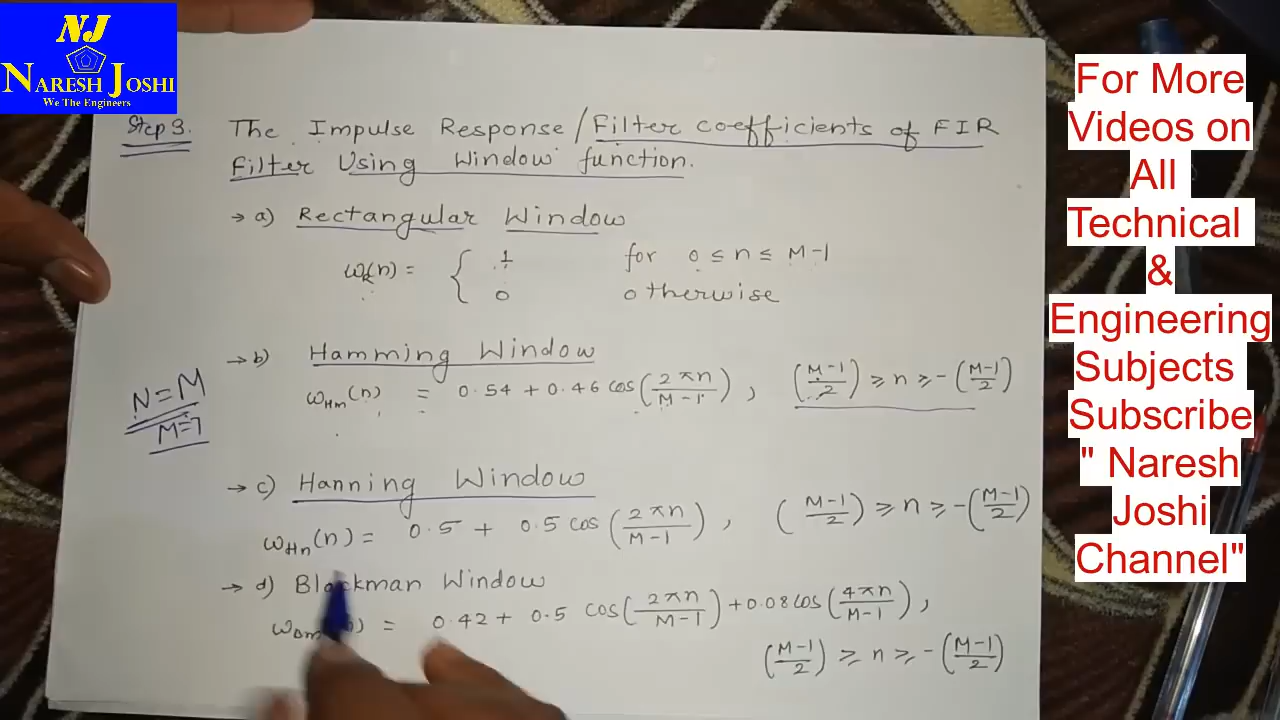 NJ
NARESH JOSHI
We The Engineers
Step 3. The Impulse Response / Filter coefficients of FIR
Filter Using Window function.
→ a) Rectangular Window
ω_R(n) = { 1 for 0 ≤ n ≤ M-1
0 otherwise
→ b) Hamming Window
ω_Hm(n) = 0.54 + 0.46 cos(2πn/M-1), (M-1/2) ≥ n ≥ -(M-1/2)
N=M
M=7
→ c) Hanning Window
ω_Hn(n) = 0.5 + 0.5 cos(2πn/M-1), (M-1/2) ≥ n ≥ -(M-1/2)
→ d) Blackman Window
= 0.42 + 0.5 cos(2πn/M-1) + 0.08 cos(4πn/M-1),
(M-1/2) ≥ n ≥ -(M-1/2)
For More
Videos on
All
Technical
&
Engineering
Subjects
Subscribe
" Naresh
Joshi
Channel"